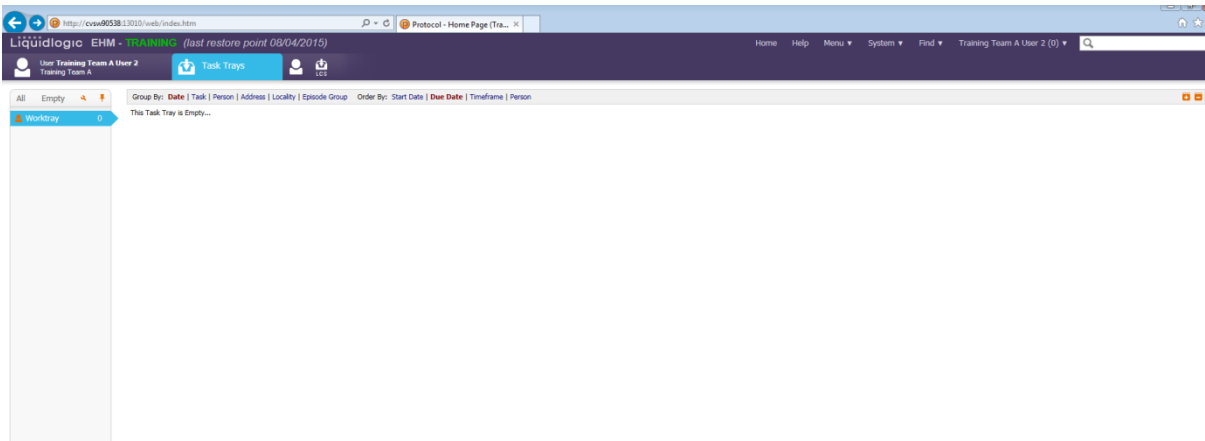 http://cvsw90538:13010/web/index.htm
Protocol - Home Page (Tra...
Liquidlogic EHM - TRAINING (last restore point 08/04/2015)
Home Help Menu System Find Training Team A User 2 (0)
User Training Team A User 2
Training Team A
Task Trays
LCS
All Empty
Group By: Date | Task | Person | Address | Locality | Episode Group Order By: Start Date | Due Date | Timeframe | Person
Worktray 0
This Task Tray is Empty...